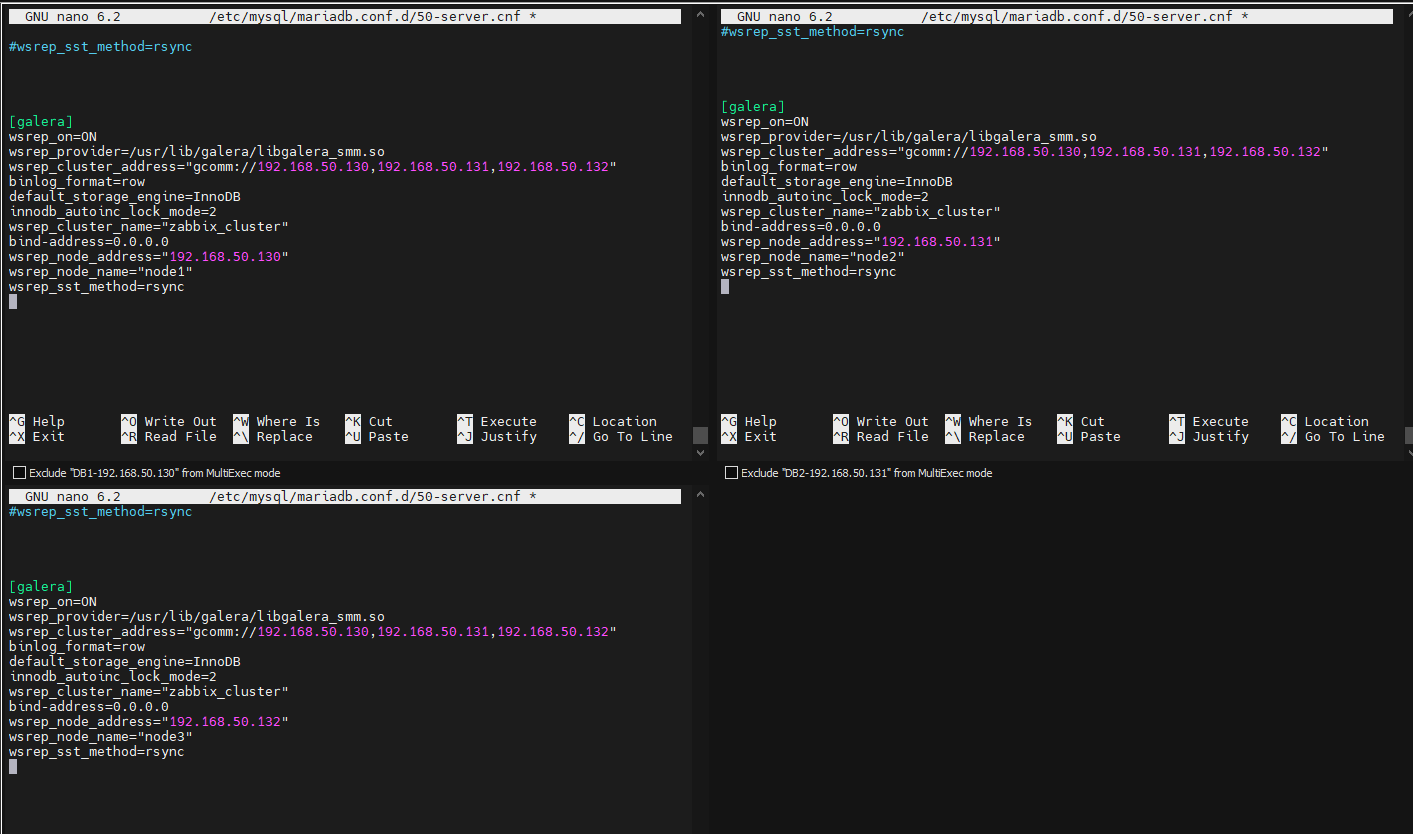 GNU nano 6.2 /etc/mysql/mariadb.conf.d/50-server.cnf *
#wsrep_sst_method=rsync
[galera]
wsrep_on=ON
wsrep_provider=/usr/lib/galera/libgalera_smm.so
wsrep_cluster_address="gcomm://192.168.50.130,192.168.50.131,192.168.50.132"
binlog_format=row
default_storage_engine=InnoDB
innodb_autoinc_lock_mode=2
wsrep_cluster_name="zabbix_cluster"
bind-address=0.0.0.0
wsrep_node_address="192.168.50.130"
wsrep_node_name="node1"
wsrep_sst_method=rsync
^G Help ^O Write Out ^W Where Is ^K Cut ^T Execute ^C Location
^X Exit ^R Read File ^\ Replace ^U Paste ^J Justify ^/ Go To Line
Exclude "DB1-192.168.50.130" from MultiExec mode
GNU nano 6.2 /etc/mysql/mariadb.conf.d/50-server.cnf *
#wsrep_sst_method=rsync
[galera]
wsrep_on=ON
wsrep_provider=/usr/lib/galera/libgalera_smm.so
wsrep_cluster_address="gcomm://192.168.50.130,192.168.50.131,192.168.50.132"
binlog_format=row
default_storage_engine=InnoDB
innodb_autoinc_lock_mode=2
wsrep_cluster_name="zabbix_cluster"
bind-address=0.0.0.0
wsrep_node_address="192.168.50.131"
wsrep_node_name="node2"
wsrep_sst_method=rsync
^G Help ^O Write Out ^W Where Is ^K Cut ^T Execute ^C Location
^X Exit ^R Read File ^\ Replace ^U Paste ^J Justify ^/ Go To Line
Exclude "DB2-192.168.50.131" from MultiExec mode
GNU nano 6.2 /etc/mysql/mariadb.conf.d/50-server.cnf *
#wsrep_sst_method=rsync
[galera]
wsrep_on=ON
wsrep_provider=/usr/lib/galera/libgalera_smm.so
wsrep_cluster_address="gcomm://192.168.50.130,192.168.50.131,192.168.50.132"
binlog_format=row
default_storage_engine=InnoDB
innodb_autoinc_lock_mode=2
wsrep_cluster_name="zabbix_cluster"
bind-address=0.0.0.0
wsrep_node_address="192.168.50.132"
wsrep_node_name="node3"
wsrep_sst_method=rsync